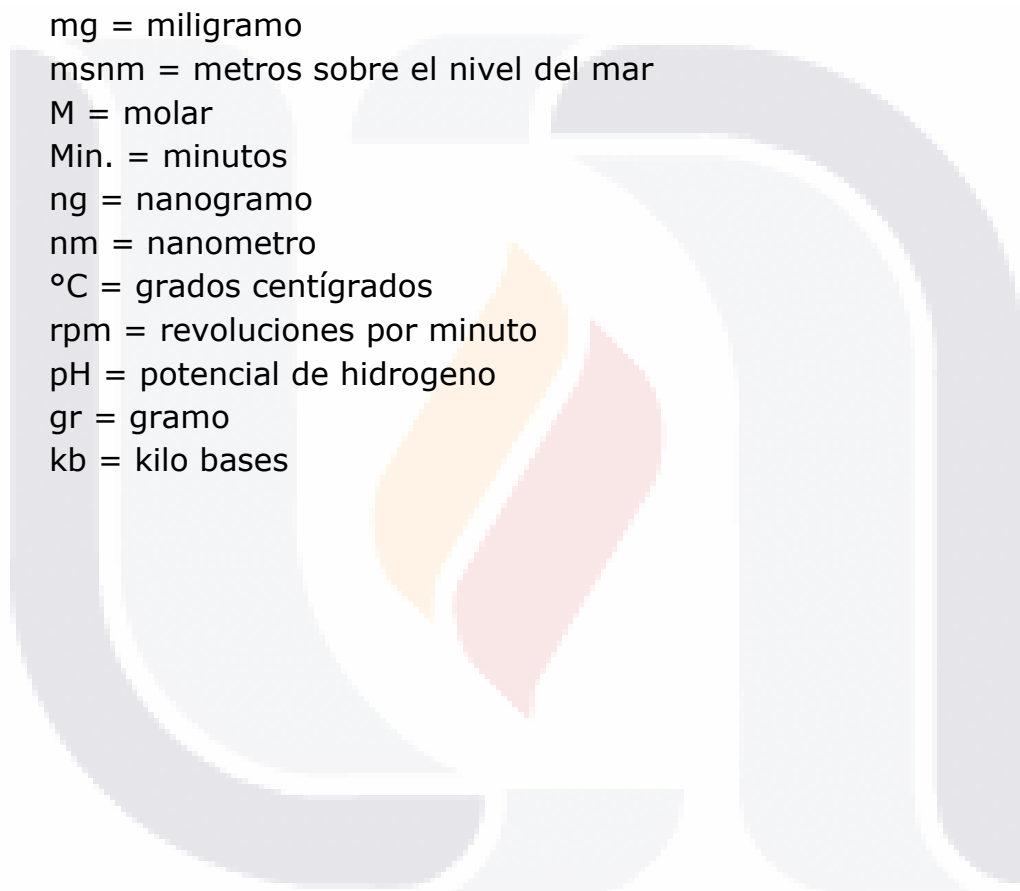 mg = miligramo
msnm = metros sobre el nivel del mar
M = molar
Min. = minutos
ng = nanogramo
nm = nanometro
°C = grados centígrados
rpm = revoluciones por minuto
pH = potencial de hidrogeno
gr = gramo
kb = kilo bases